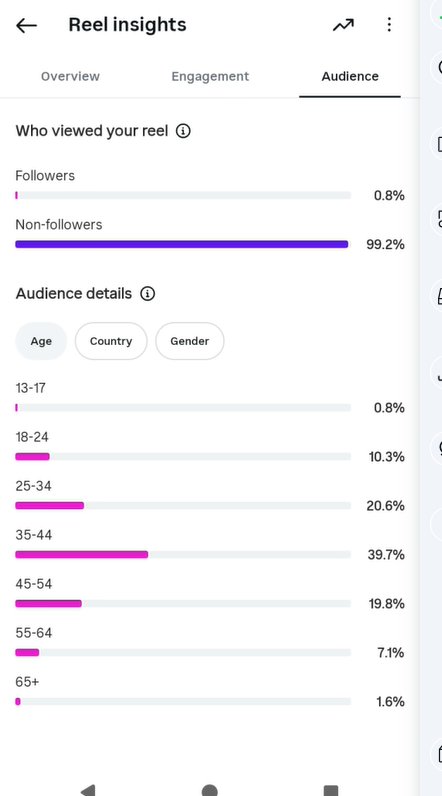 Reel insights
Overview
Engagement
Audience
Who viewed your reel
Followers
0.8%
Non-followers
99.2%
Audience details
Age
Country
Gender
13-17
0.8%
18-24
10.3%
25-34
20.6%
35-44
39.7%
45-54
19.8%
55-64
7.1%
65+
1.6%